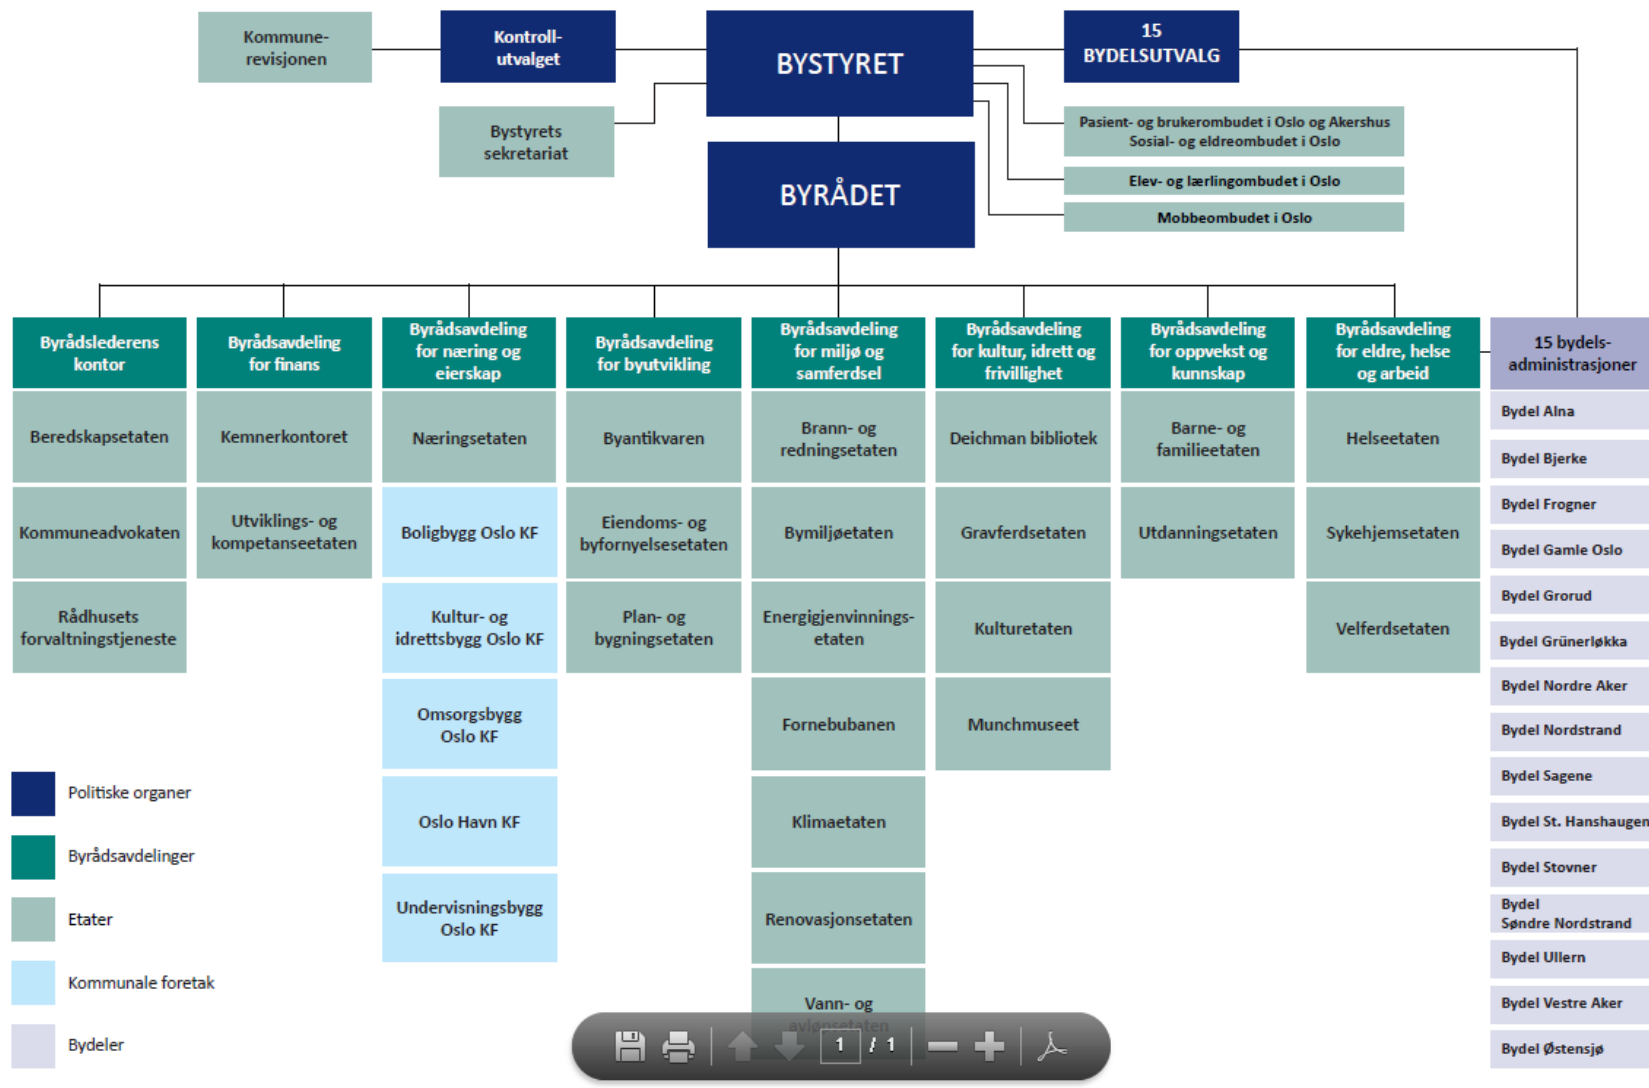 Kommune-
revisjonen
Kontroll-
utvalget
BYSTYRET
15
BYDELSUTVALG
Bystyrets
sekretariat
Pasient- og brukerombudet i Oslo og Akershus
Sosial- og eldreombudet i Oslo
Elev- og lærlingombudet i Oslo
Mobbeombudet i Oslo
BYRÅDET
Byrådslederens
kontor
Beredskapsetaten
Kommuneadvokaten
Rådhusets
forvaltningstjeneste
Byrådsavdeling
for finans
Kemnerkontoret
Utviklings- og
kompetanseetaten
Byrådsavdeling
for næring og
eierskap
Næringsetaten
Boligbygg Oslo KF
Kultur- og
idrettsbygg Oslo KF
Omsorgsbygg
Oslo KF
Oslo Havn KF
Undervisningsbygg
Oslo KF
Byrådsavdeling
for byutvikling
Byantikvaren
Eiendoms- og
byfornyelsesetaten
Plan- og
bygningsetaten
Byrådsavdeling
for miljø og
samferdsel
Brann- og
redningsetaten
Bymiljøetaten
Energigjenvinnings-
etaten
Fornebubanen
Klimaetaten
Renovasjonsetaten
Vann- og
avløpsetaten
Byrådsavdeling
for kultur, idrett og
frivillighet
Deichman bibliotek
Gravferdsetaten
Kulturetaten
Munchmuseet
Byrådsavdeling
for oppvekst og
kunnskap
Barne- og
familieetaten
Utdanningsetaten
Byrådsavdeling
for eldre, helse
og arbeid
Helseetaten
Sykehjemsetaten
Velferdsetaten
15 bydels-
administrasjoner
Bydel Alna
Bydel Bjerke
Bydel Frogner
Bydel Gamle Oslo
Bydel Grorud
Bydel Grünerløkka
Bydel Nordre Aker
Bydel Nordstrand
Bydel Sagene
Bydel St. Hanshaugen
Bydel Stovner
Bydel
Søndre Nordstrand
Bydel Ullern
Bydel Vestre Aker
Bydel Østensjø
Politiske organer
Byrådsavdelinger
Etater
Kommunale foretak
Bydeler
1 / 1